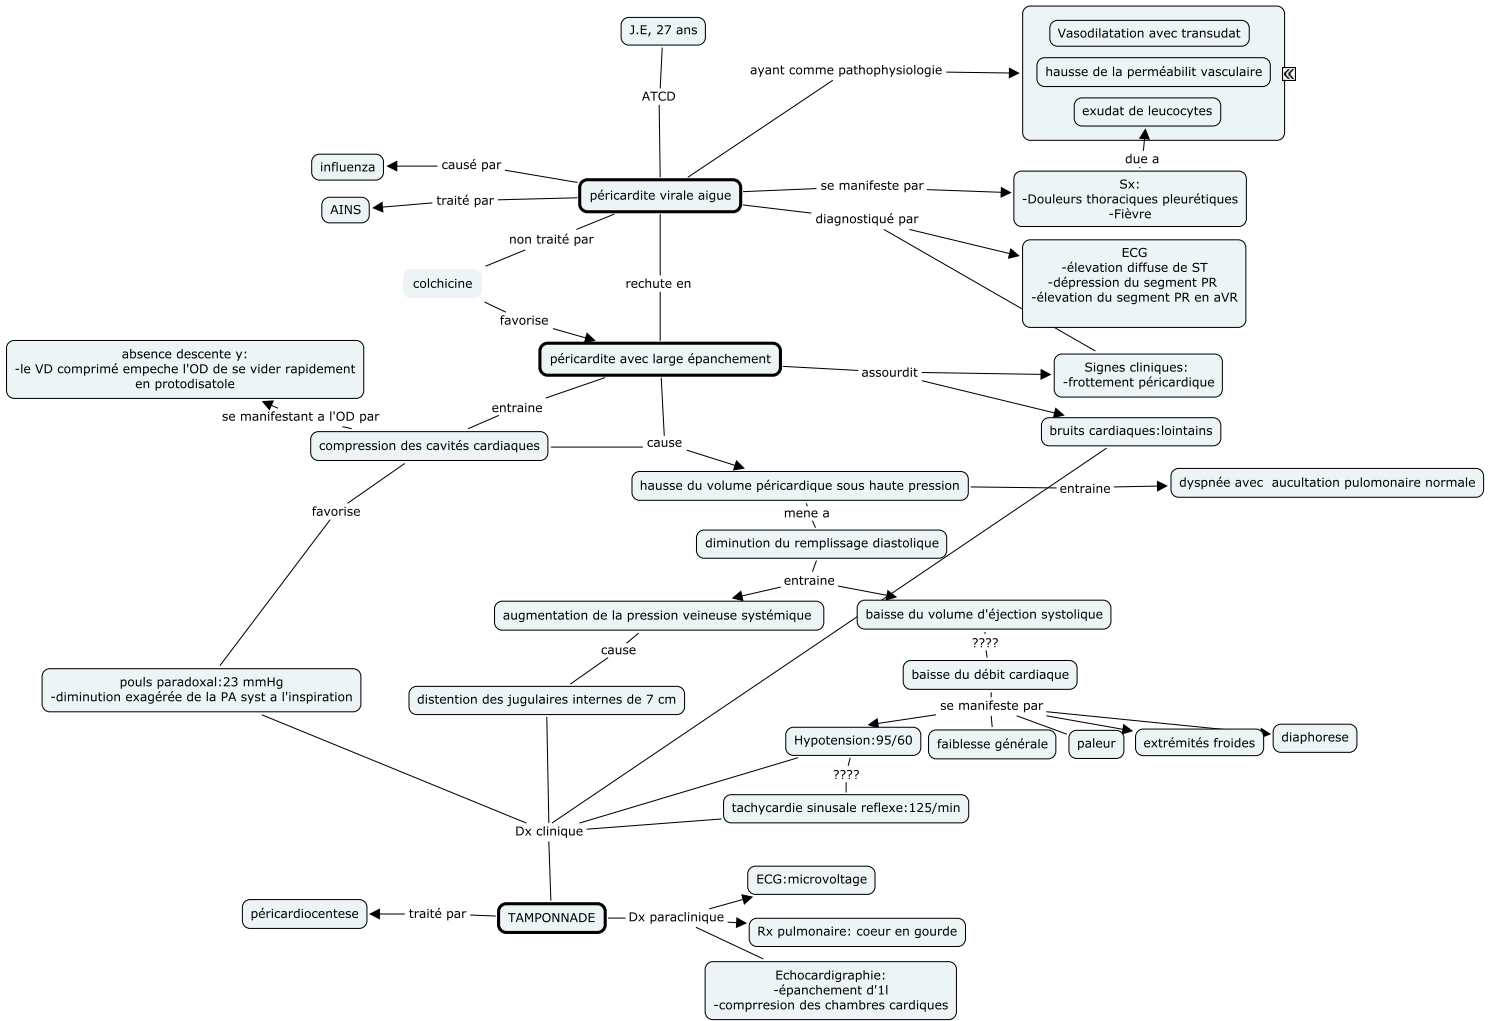 J.E, 27 ans
ATCD
ayant comme pathophysiologie
Vasodilatation avec transudat
hausse de la perméabilit vasculaire
exudat de leucocytes
due a
influenza
causé par
AINS
traité par
péricardite virale aigue
se manifeste par
Sx:
-Douleurs thoraciques pleurétiques
-Fièvre
diagnostiqué par
non traité par
ECG
-élevation diffuse de ST
-dépression du segment PR
-élevation du segment PR en aVR
colchicine
rechute en
favorise
absence descente y:
-le VD comprimé empeche l'OD de se vider rapidement
en protodisatole
péricardite avec large épanchement
assourdit
Signes cliniques:
-frottement péricardique
se manifestant a l'OD par
entraine
bruits cardiaques:lointains
compression des cavités cardiaques
cause
hausse du volume péricardique sous haute pression
entraine
dyspnée avec  aucultation pulomonaire normale
favorise
mene a
diminution du remplissage diastolique
entraine
augmentation de la pression veineuse systémique
baisse du volume d'éjection systolique
cause
????
pouls paradoxal:23 mmHg
-diminution exagérée de la PA syst a l'inspiration
baisse du débit cardiaque
distention des jugulaires internes de 7 cm
se manifeste par
Hypotension:95/60
faiblesse générale
paleur
extrémités froides
diaphorese
????
tachycardie sinusale reflexe:125/min
Dx clinique
ECG:microvoltage
péricardiocentese
traité par
TAMPONNADE
Dx paraclinique
Rx pulmonaire: coeur en gourde
Echocardigraphie:
-épanchement d'1l
-comprresion des chambres cardiques